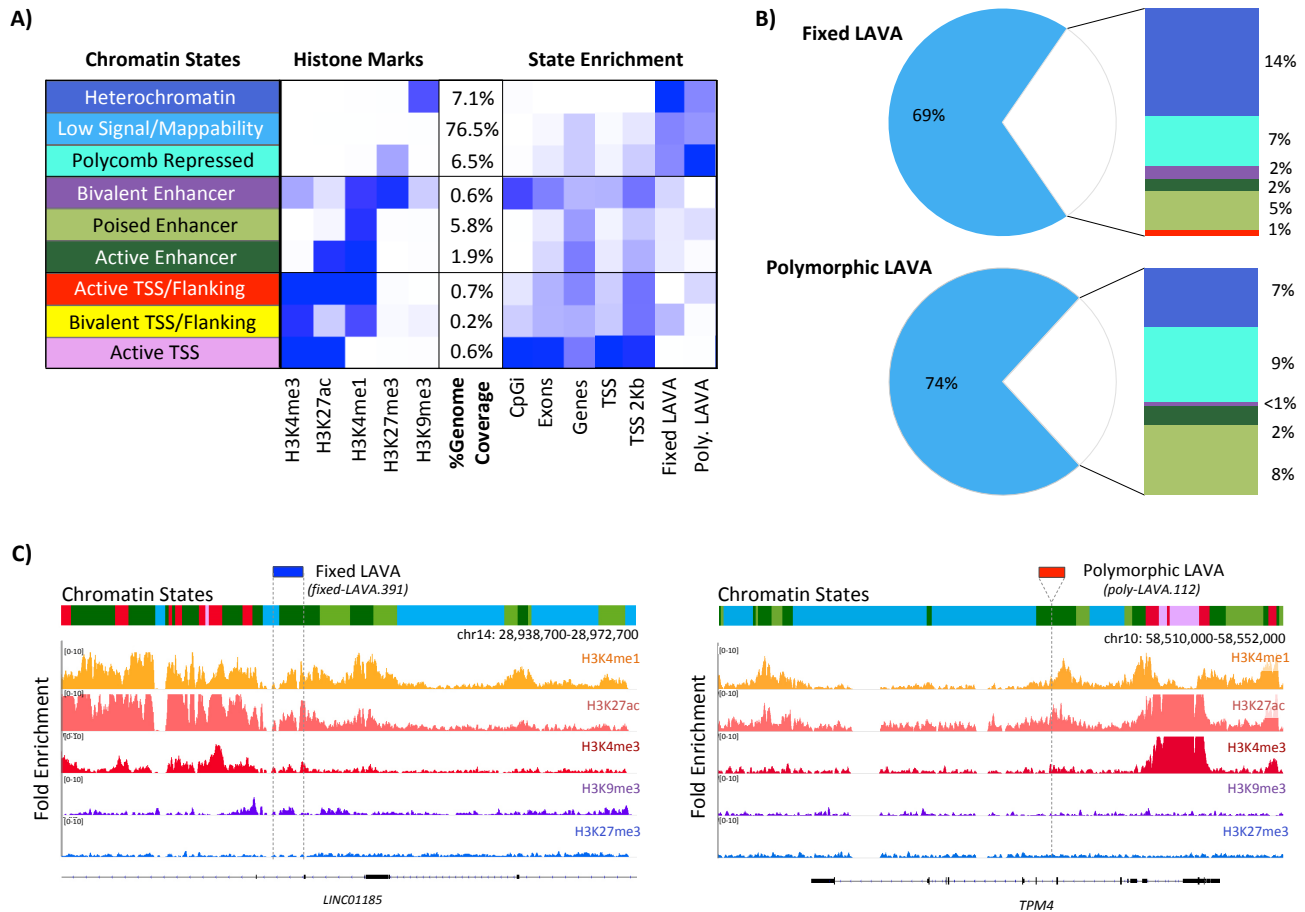 A)
Chromatin States Histone Marks State Enrichment
Heterochromatin 7.1%
Low Signal/Mappability 76.5%
Polycomb Repressed 6.5%
Bivalent Enhancer 0.6%
Poised Enhancer 5.8%
Active Enhancer 1.9%
Active TSS/Flanking 0.7%
Bivalent TSS/Flanking 0.2%
Active TSS 0.6%
H3K4me3
H3K27ac
H3K4me1
H3K27me3
H3K9me3
%Genome
Coverage
CpGi
Exons
Genes
TSS
TSS 2Kb
Fixed LAVA
Poly. LAVA
B)
Fixed LAVA
69%
14%
7%
2%
2%
5%
1%
Polymorphic LAVA
74%
7%
9%
<1%
2%
8%
C)
Fixed LAVA
(fixed-LAVA.391)
Chromatin States
chr14: 28,938,700-28,972,700
Fold Enrichment
[0-10]
H3K4me1
[0-10]
H3K27ac
[0-10]
H3K4me3
[0-10]
H3K9me3
[0-10]
H3K27me3
LINC01185
Polymorphic LAVA
(poly-LAVA.112)
Chromatin States
chr10: 58,510,000-58,552,000
Fold Enrichment
[0-10]
H3K4me1
[0-10]
H3K27ac
[0-10]
H3K4me3
[0-10]
H3K9me3
[0-10]
H3K27me3
TPM4